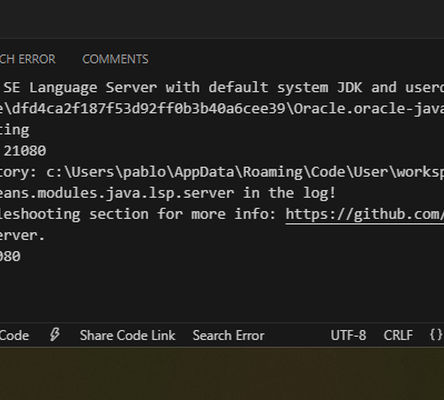 CH ERROR COMMENTS
SE Language Server with default system JDK and userd
e\dfd4ca2f187f53d92ff0b3b40a6cee39\Oracle.oracle-java
ting
21080
tory: c:\Users\pablo\AppData\Roaming\Code\User\worksp
eans.modules.java.lsp.server in the log!
leshooting section for more info: https://github.com/
erver.
080
Code Share Code Link Search Error UTF-8 CRLF {}